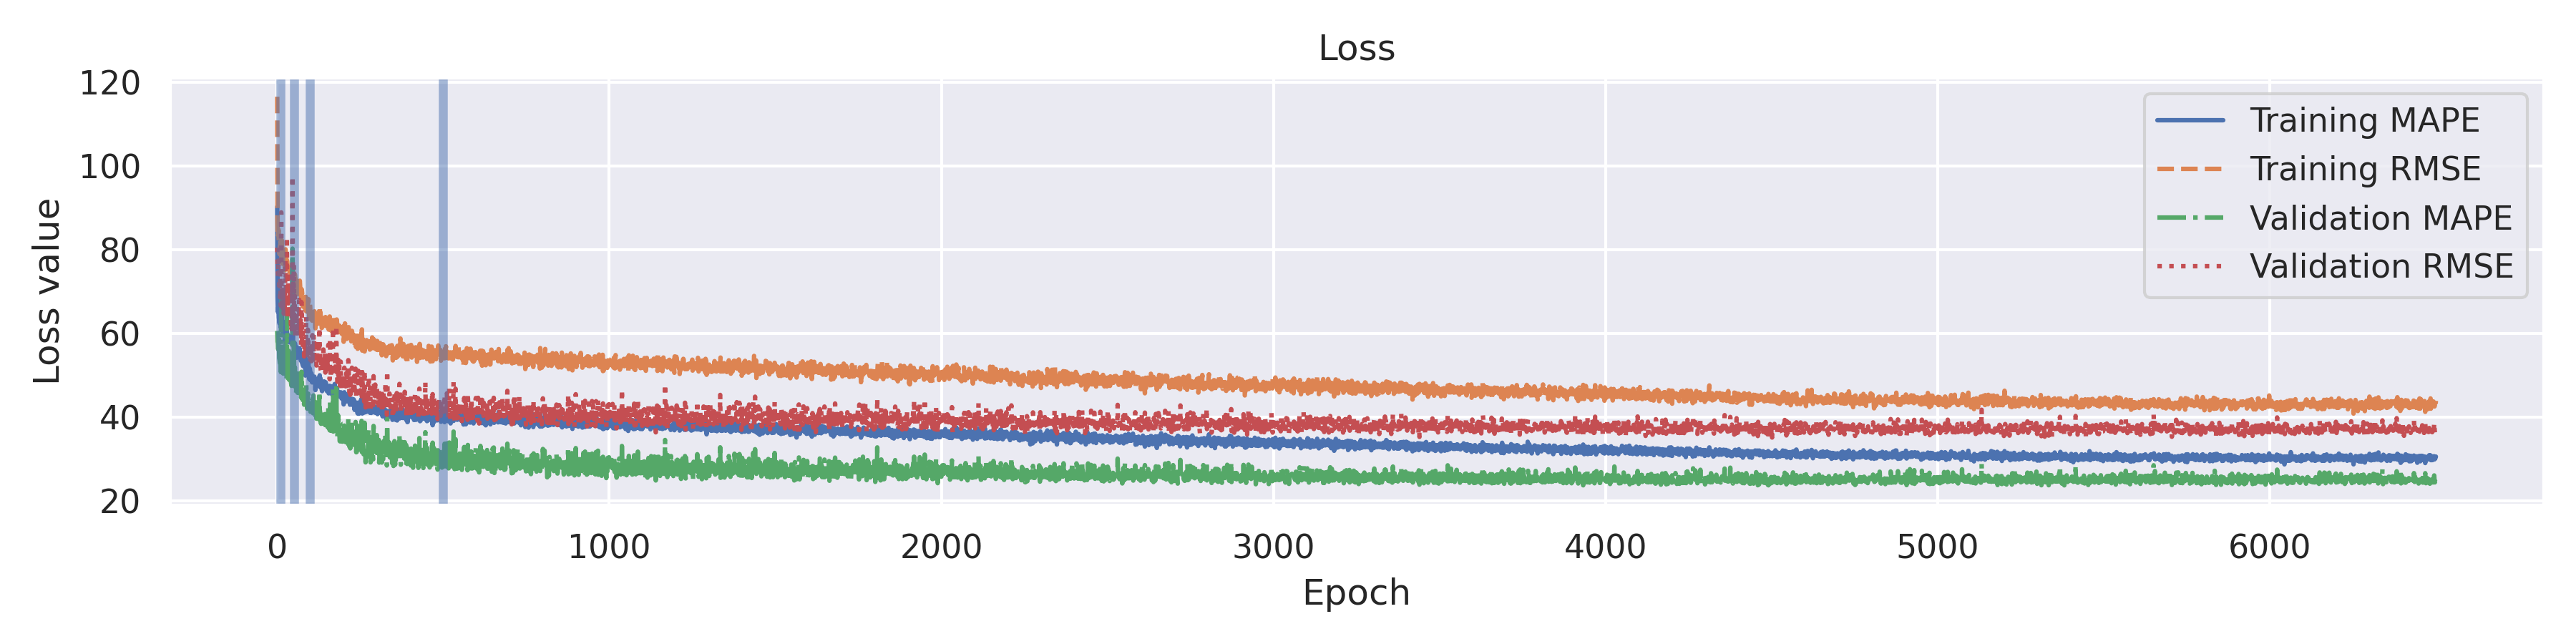 Loss
120
100
80
60
40
20
Loss value
0 1000 2000 3000 4000 5000 6000
Epoch
Training MAPE
Training RMSE
Validation MAPE
Validation RMSE